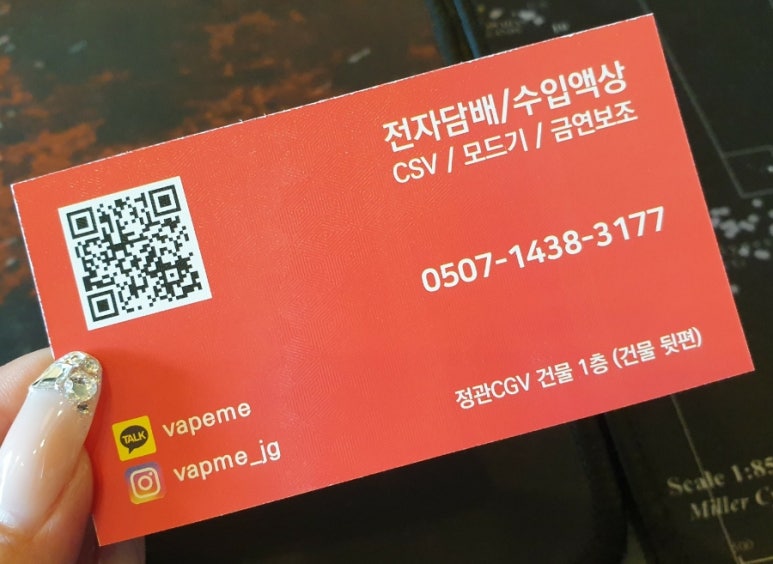 전자담배/수입액상
CSV / 모드기 / 금연보조
0507-1438-3177
정관CGV 건물 1층 (건물 뒷편)
TALK vapeme
vapme_jg
Scale 1:85
Miller C